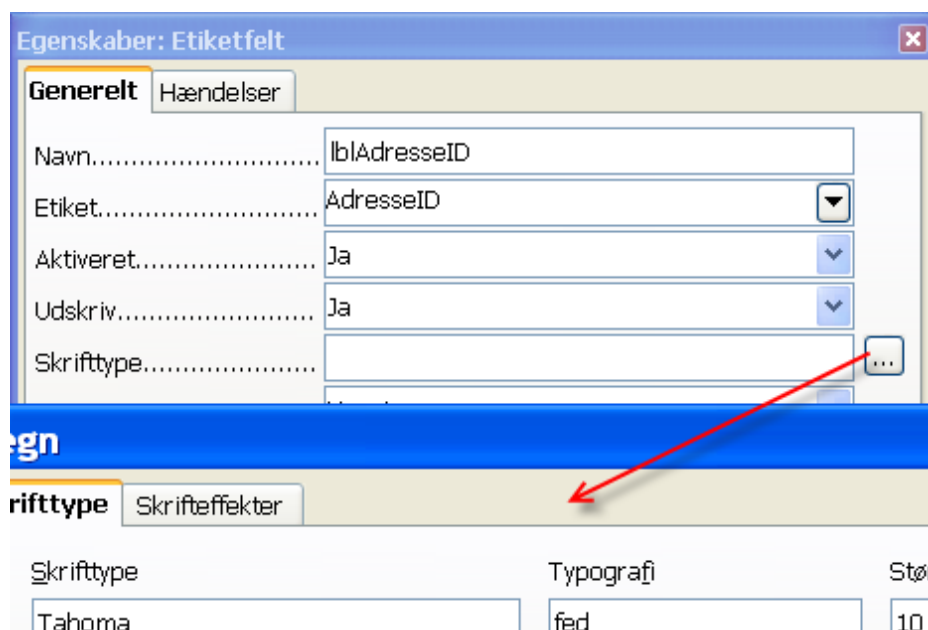 Egenskaber: Etiketfelt
Generelt Hændelser
Navn............................ lblAdresseID
Etiket........................... AdresseID
Aktiveret...................... Ja
Udskriv........................ Ja
Skrifttype..................... ...
egn
rifttype Skrifteffekter
Skrifttype Typografi Stø
Tahoma fed 10